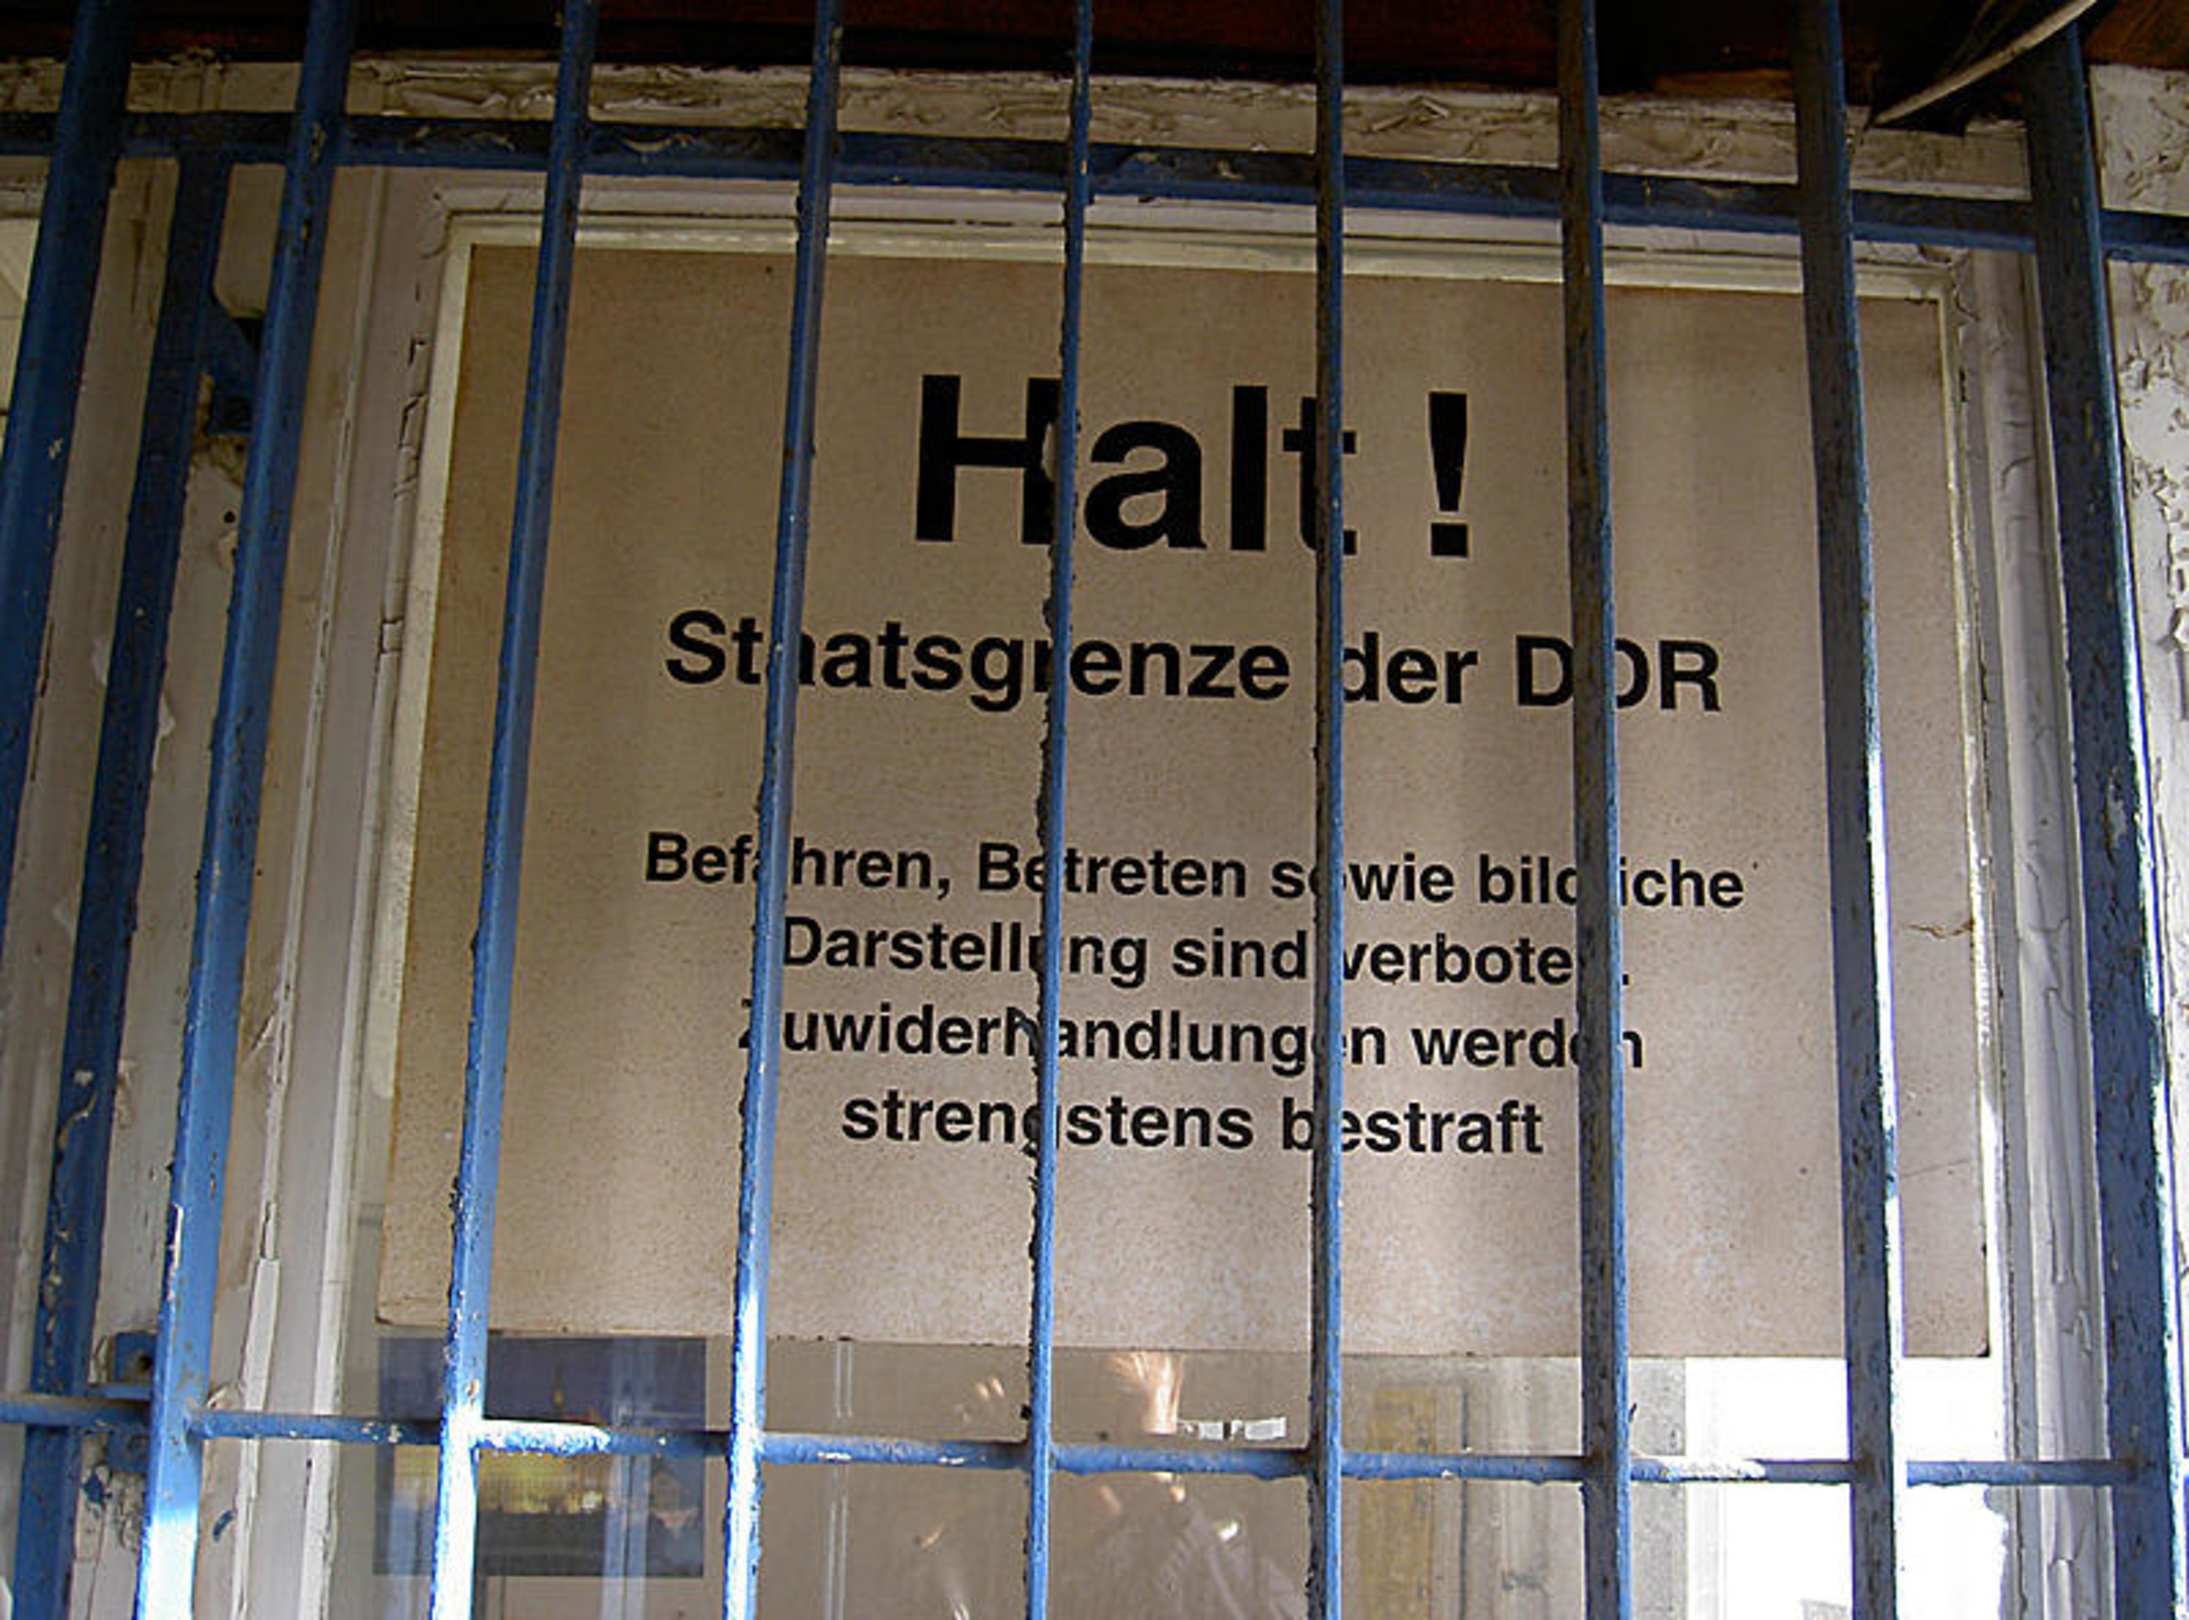 Halt !
Staatsgrenze der DDR
Befahren, Betreten sowie bildliche
Darstellung sind verboten.
Zuwiderhandlungen werden
strengstens bestraft